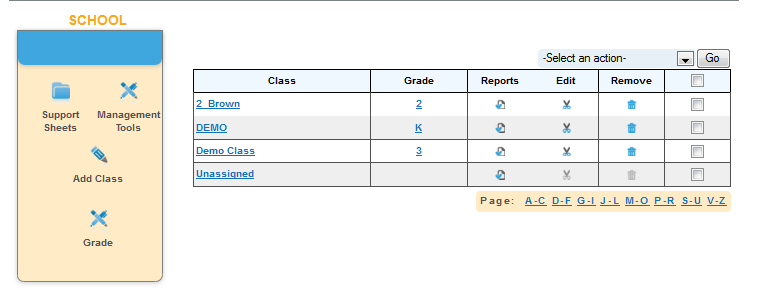 SCHOOL
Support Sheets
Management Tools
Add Class
Grade
-Select an action- Go
Class Grade Reports Edit Remove
2_Brown 2
DEMO K
Demo Class 3
Unassigned
Page: A-C D-F G-I J-L M-O P-R S-U V-Z